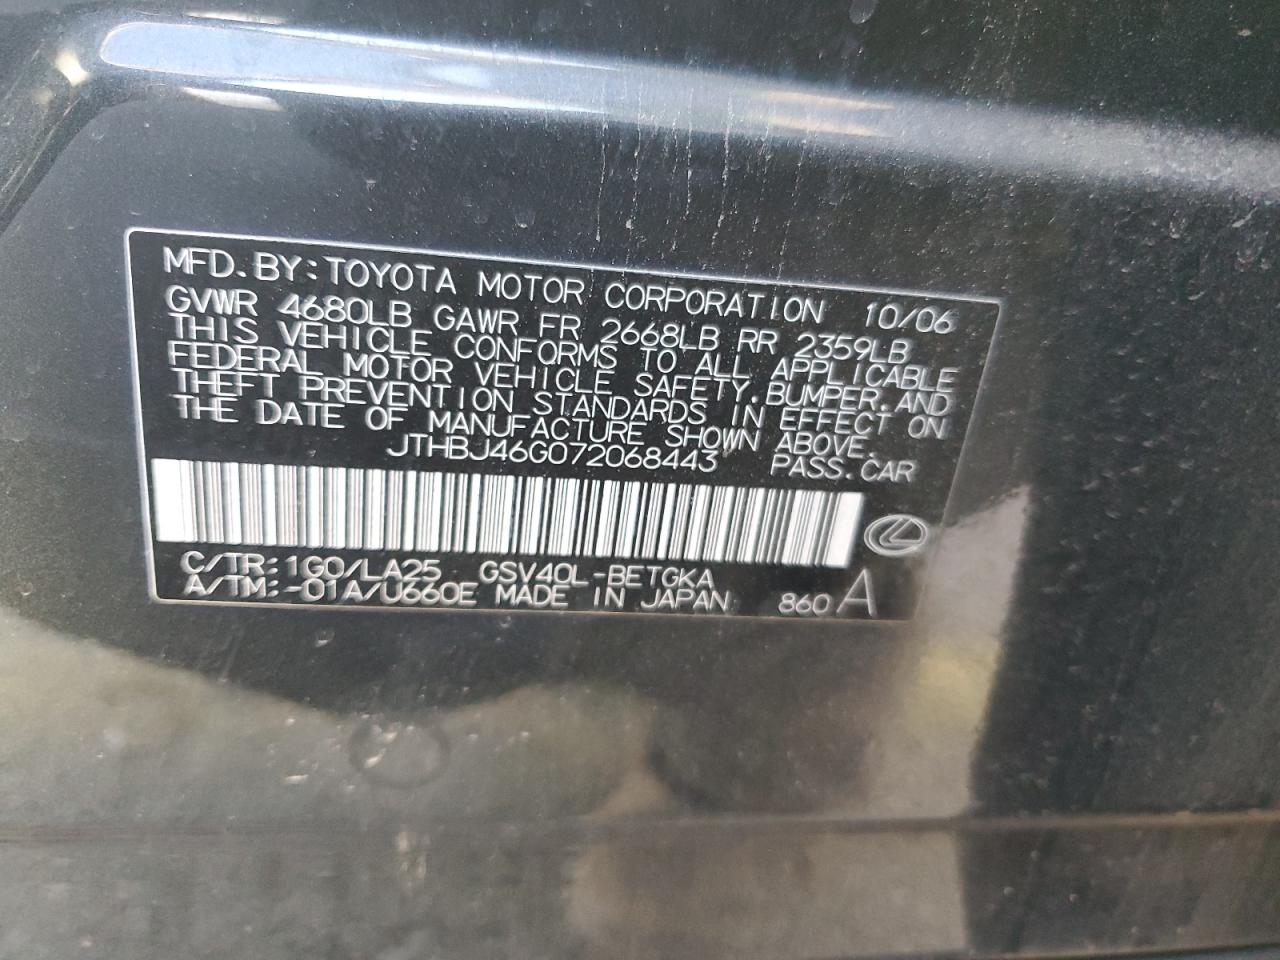 MFD.BY:TOYOTA MOTOR CORPORATION 10/06
GVWR 4680LB GAWR FR 2668LB RR 2359LB
THIS VEHICLE CONFORMS TO ALL APPLICABLE
FEDERAL MOTOR VEHICLE SAFETY,BUMPER,AND
THEFT PREVENTION STANDARDS IN EFFECT ON
THE DATE OF MANUFACTURE SHOWN ABOVE.
JTHBJ46G072068443 PASS.CAR
C/TR:1G0/LA25 GSV40L-BETGKA
A/TM:-01A/U660E MADE IN JAPAN 860 A